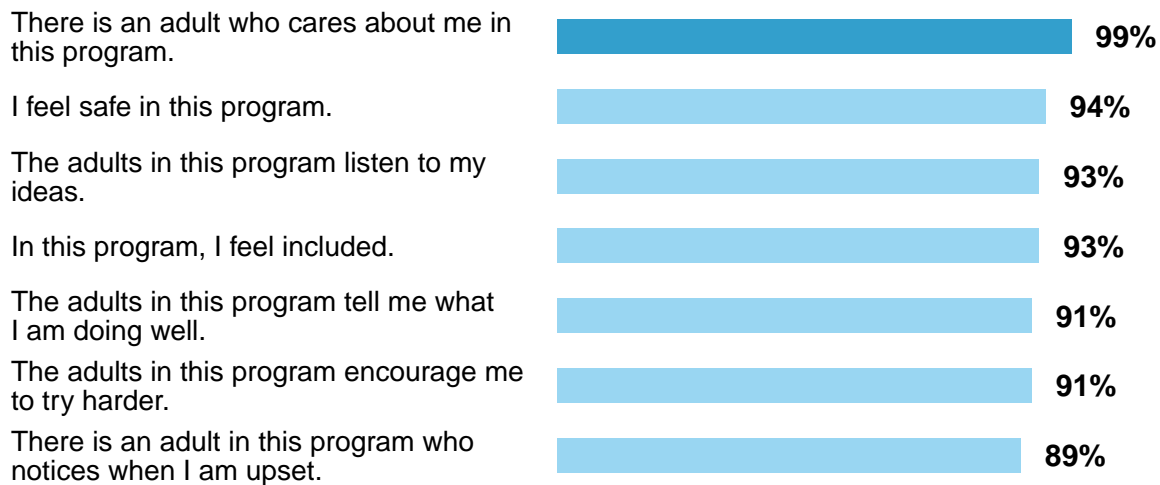 There is an adult who cares about me in
this program.
99%
I feel safe in this program.
94%
The adults in this program listen to my
ideas.
93%
In this program, I feel included.
93%
The adults in this program tell me what
I am doing well.
91%
The adults in this program encourage me
to try harder.
91%
There is an adult in this program who
notices when I am upset.
89%